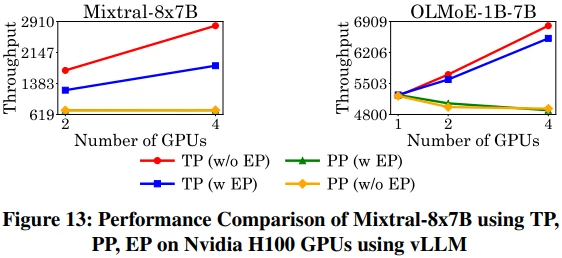 Mixtral-8x7B
Throughput
2910
2147
1383
619
2
4
Number of GPUs
OLMoE-1B-7B
Throughput
6909
6206
5503
4800
1
2
4
Number of GPUs
TP (w/o EP)
PP (w EP)
TP (w EP)
PP (w/o EP)
Figure 13: Performance Comparison of Mixtral-8x7B using TP,
PP, EP on Nvidia H100 GPUs using vLLM